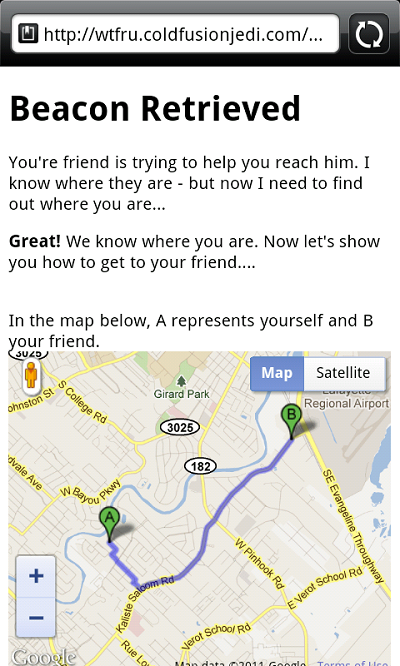 http://wtfru.coldfusionjedi.com/...
Beacon Retrieved
You're friend is trying to help you reach him. I
know where they are - but now I need to find
out where you are...
Great! We know where you are. Now let's show
you how to get to your friend....
In the map below, A represents yourself and B
your friend.
3025
Map
Satellite
Lafayette
Regional Airport
Johnston St
S College Rd
Girard Park
3025
B
182
W Bayou Pkwy
A
SE Evangeline Throughway
W Pinhook Rd
+
−
Kaliste Saloom Rd
E Verot School Rd
Verot School Rd
Google
Map data ©2011 Google
Terms of Use